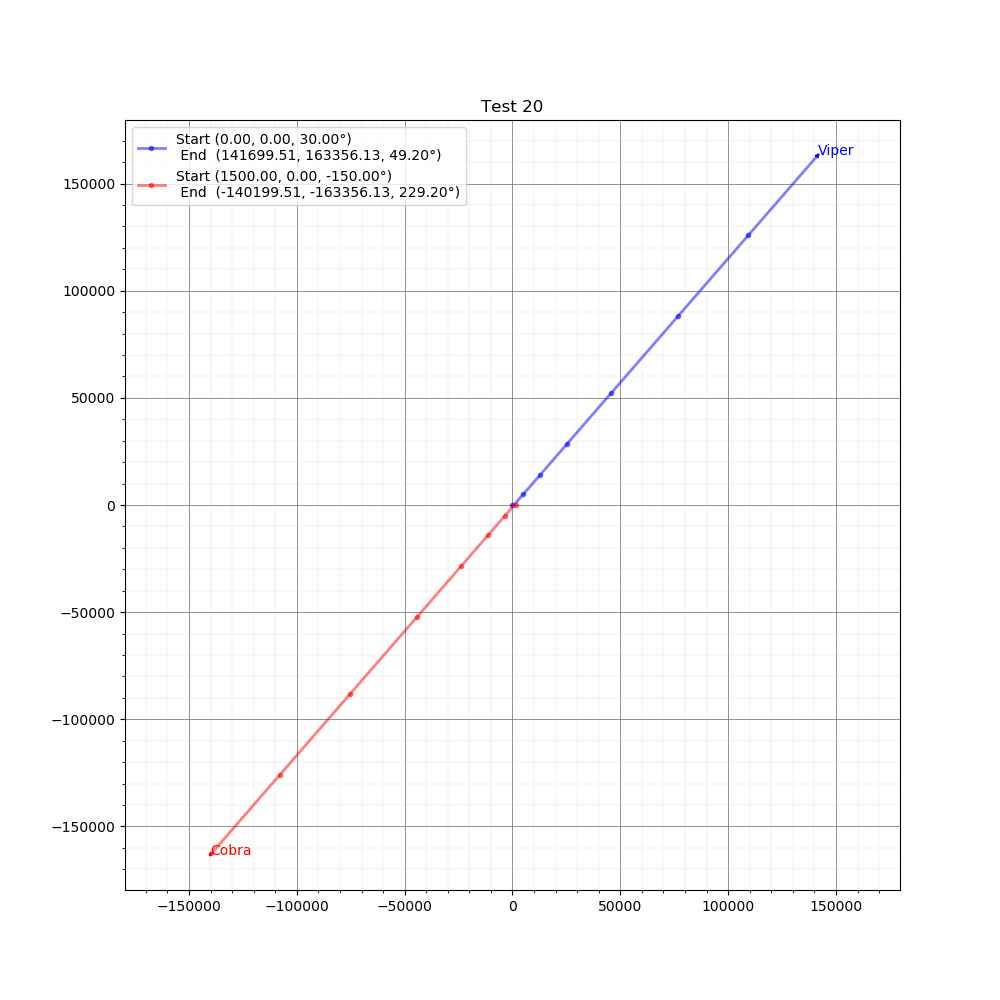 Test 20
Start (0.00, 0.00, 30.00°)
End (141699.51, 163356.13, 49.20°)
Start (1500.00, 0.00, -150.00°)
End (-140199.51, -163356.13, 229.20°)
Viper
150000
100000
50000
0
−50000
−100000
−150000
Cobra
−150000 −100000 −50000 0 50000 100000 150000